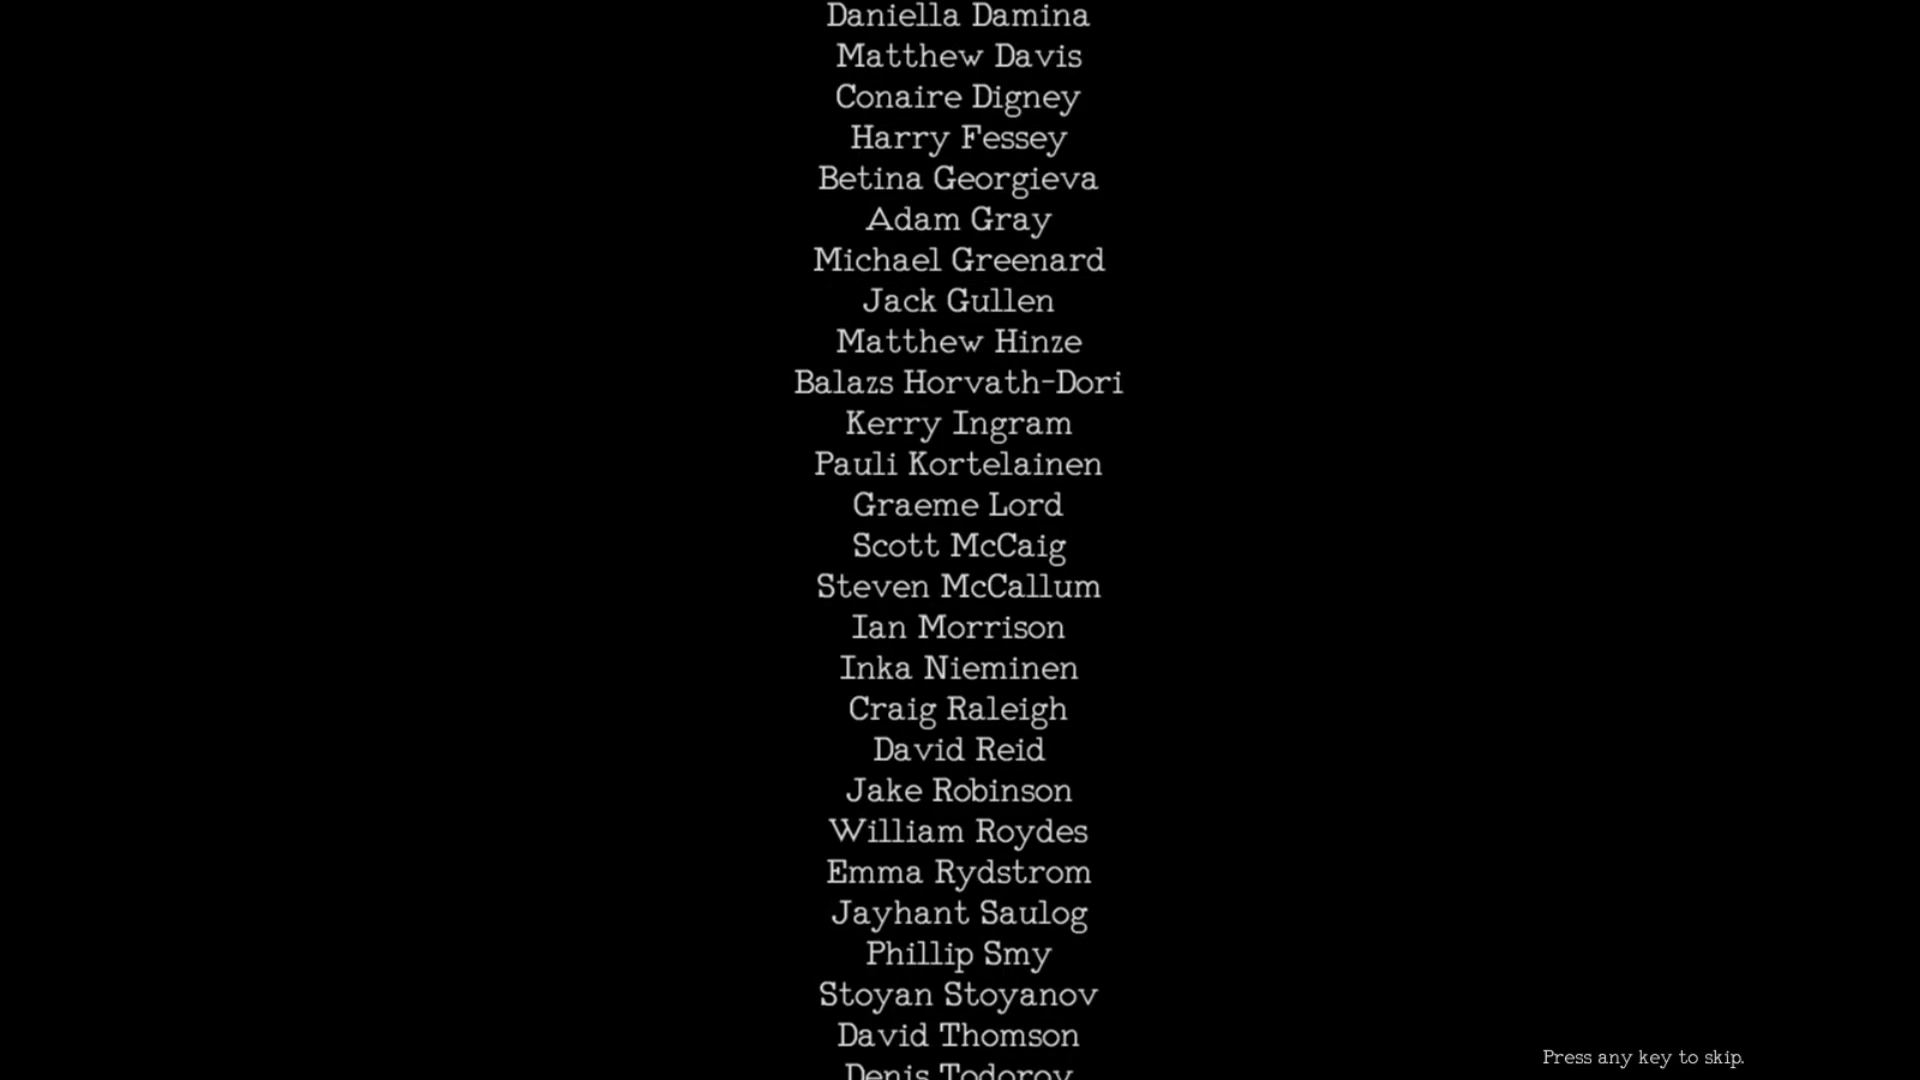 Daniella Damina
Matthew Davis
Conaire Digney
Harry Fessey
Betina Georgieva
Adam Gray
Michael Greenard
Jack Gullen
Matthew Hinze
Balazs Horvath-Dori
Kerry Ingram
Pauli Kortelainen
Graeme Lord
Scott McCaig
Steven McCallum
Ian Morrison
Inka Nieminen
Craig Raleigh
David Reid
Jake Robinson
William Roydes
Emma Rydstrom
Jayhant Saulog
Phillip Smy
Stoyan Stoyanov
David Thomson
Denis Todorov
Press any key to skip.